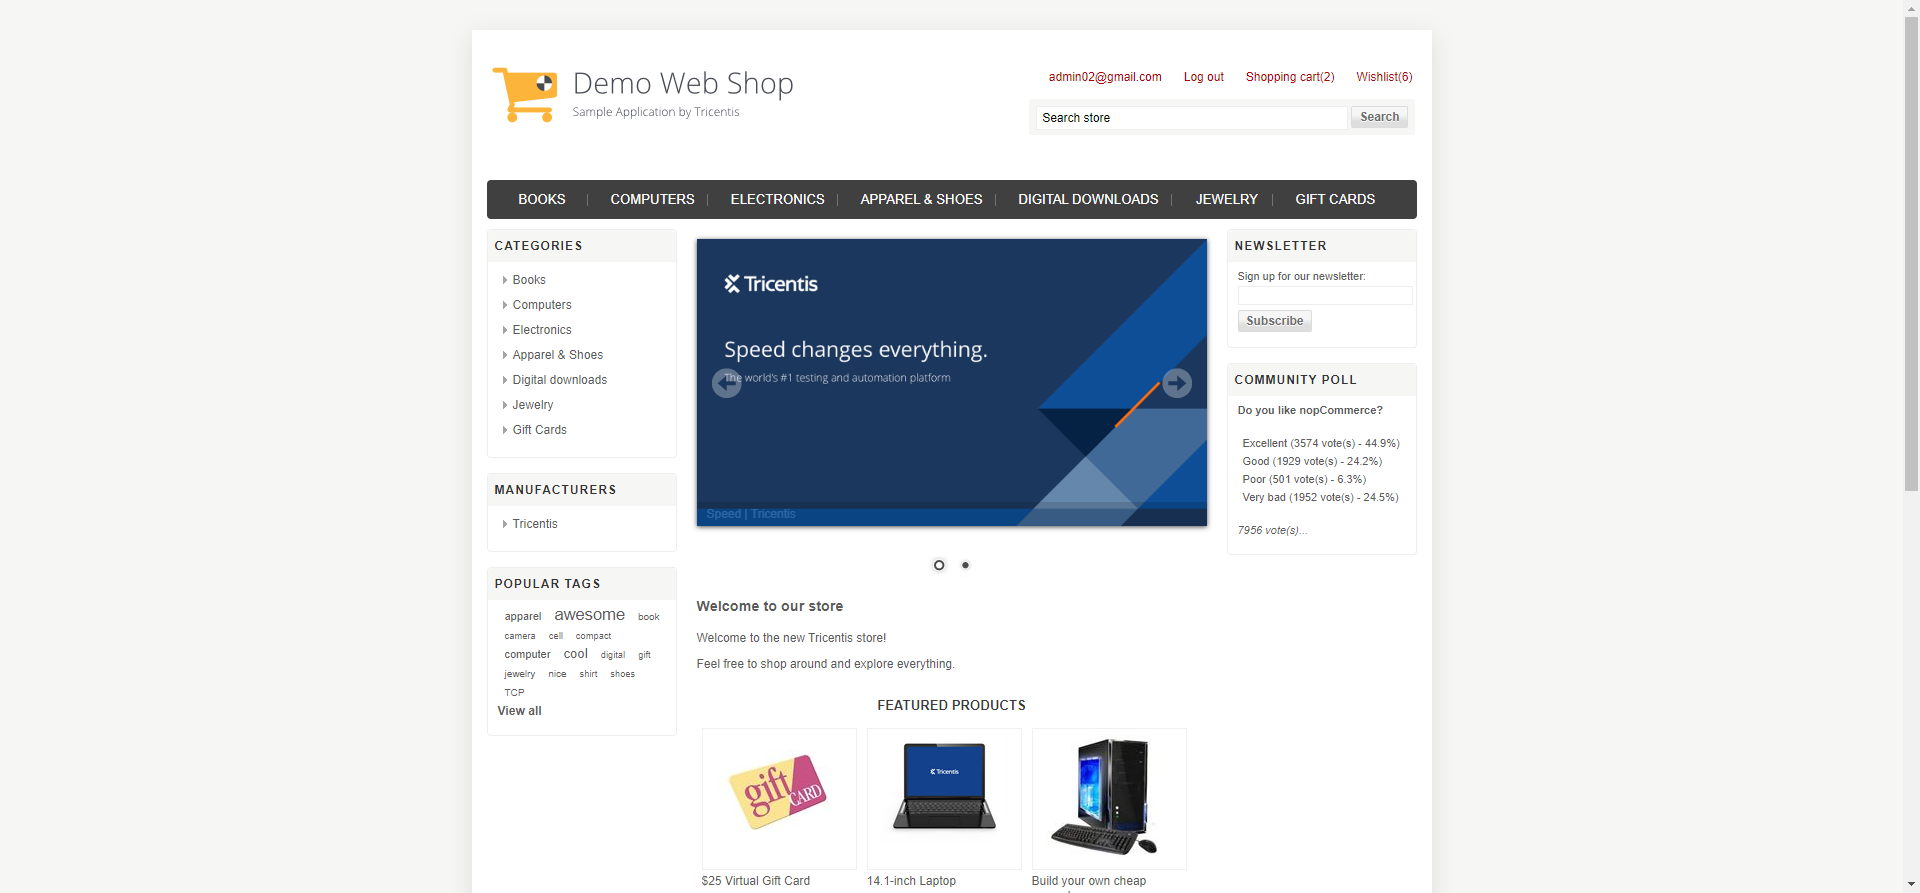 Demo Web Shop
Sample Application by Tricentis
admin02@gmail.com Log out Shopping cart(2) Wishlist(6)
Search store Search
BOOKS COMPUTERS ELECTRONICS APPAREL & SHOES DIGITAL DOWNLOADS JEWELRY GIFT CARDS
CATEGORIES
Books
Computers
Electronics
Apparel & Shoes
Digital downloads
Jewelry
Gift Cards
MANUFACTURERS
Tricentis
POPULAR TAGS
apparel awesome book
camera cell compact
computer cool digital gift
jewelry nice shirt shoes
TCP
View all
Tricentis
Speed changes everything.
The world's #1 testing and automation platform
Speed | Tricentis
Welcome to our store
Welcome to the new Tricentis store!
Feel free to shop around and explore everything.
FEATURED PRODUCTS
gift CARD
Tricentis
$25 Virtual Gift Card
14.1-inch Laptop
Build your own cheap
NEWSLETTER
Sign up for our newsletter:
Subscribe
COMMUNITY POLL
Do you like nopCommerce?
Excellent (3574 vote(s) - 44.9%)
Good (1929 vote(s) - 24.2%)
Poor (501 vote(s) - 6.3%)
Very bad (1952 vote(s) - 24.5%)
7956 vote(s)...